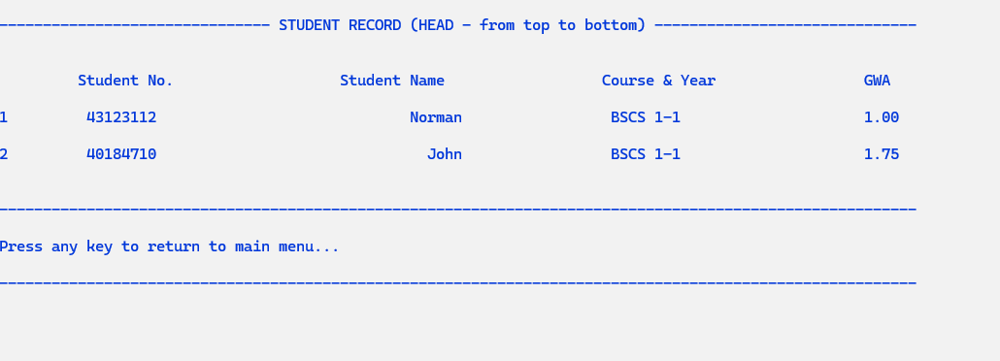 ------------------------------- STUDENT RECORD (HEAD - from top to bottom) ------------------------------
Student No. Student Name Course & Year GWA
1 43123112 Norman BSCS 1-1 1.00
2 40184710 John BSCS 1-1 1.75
---------------------------------------------------------------------------------------------------------
Press any key to return to main menu...
---------------------------------------------------------------------------------------------------------